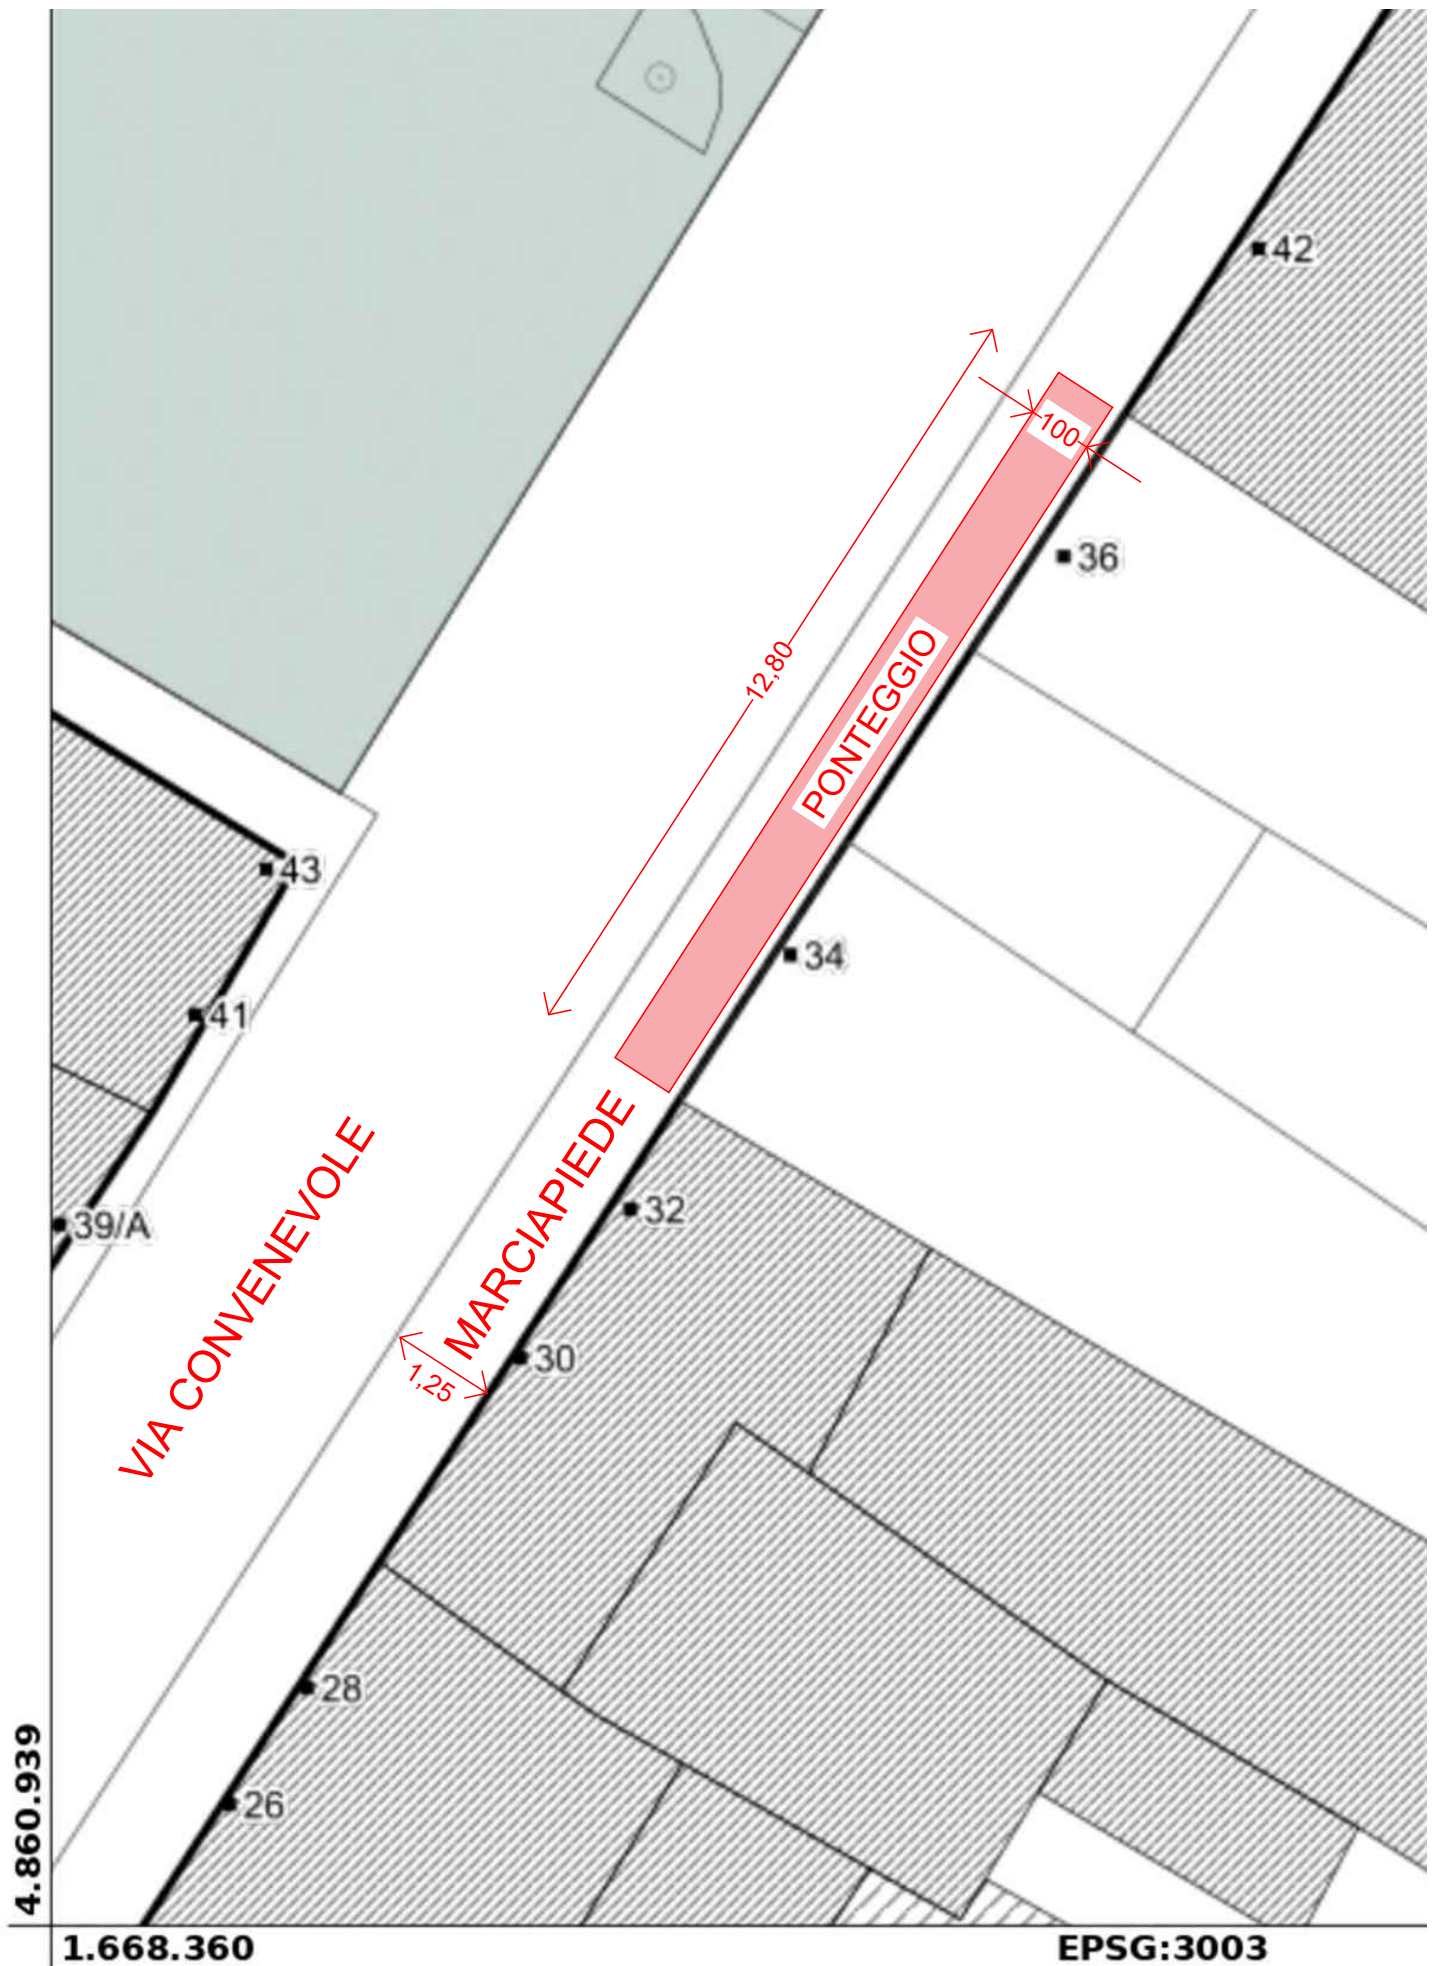 42
100
36
12,80
PONTEGGIO
43
34
41
MARCIAPIEDE
VIA CONVENEVOLE
32
39/A
30
1,25
28
26
4.860.939
1.668.360
EPSG:3003